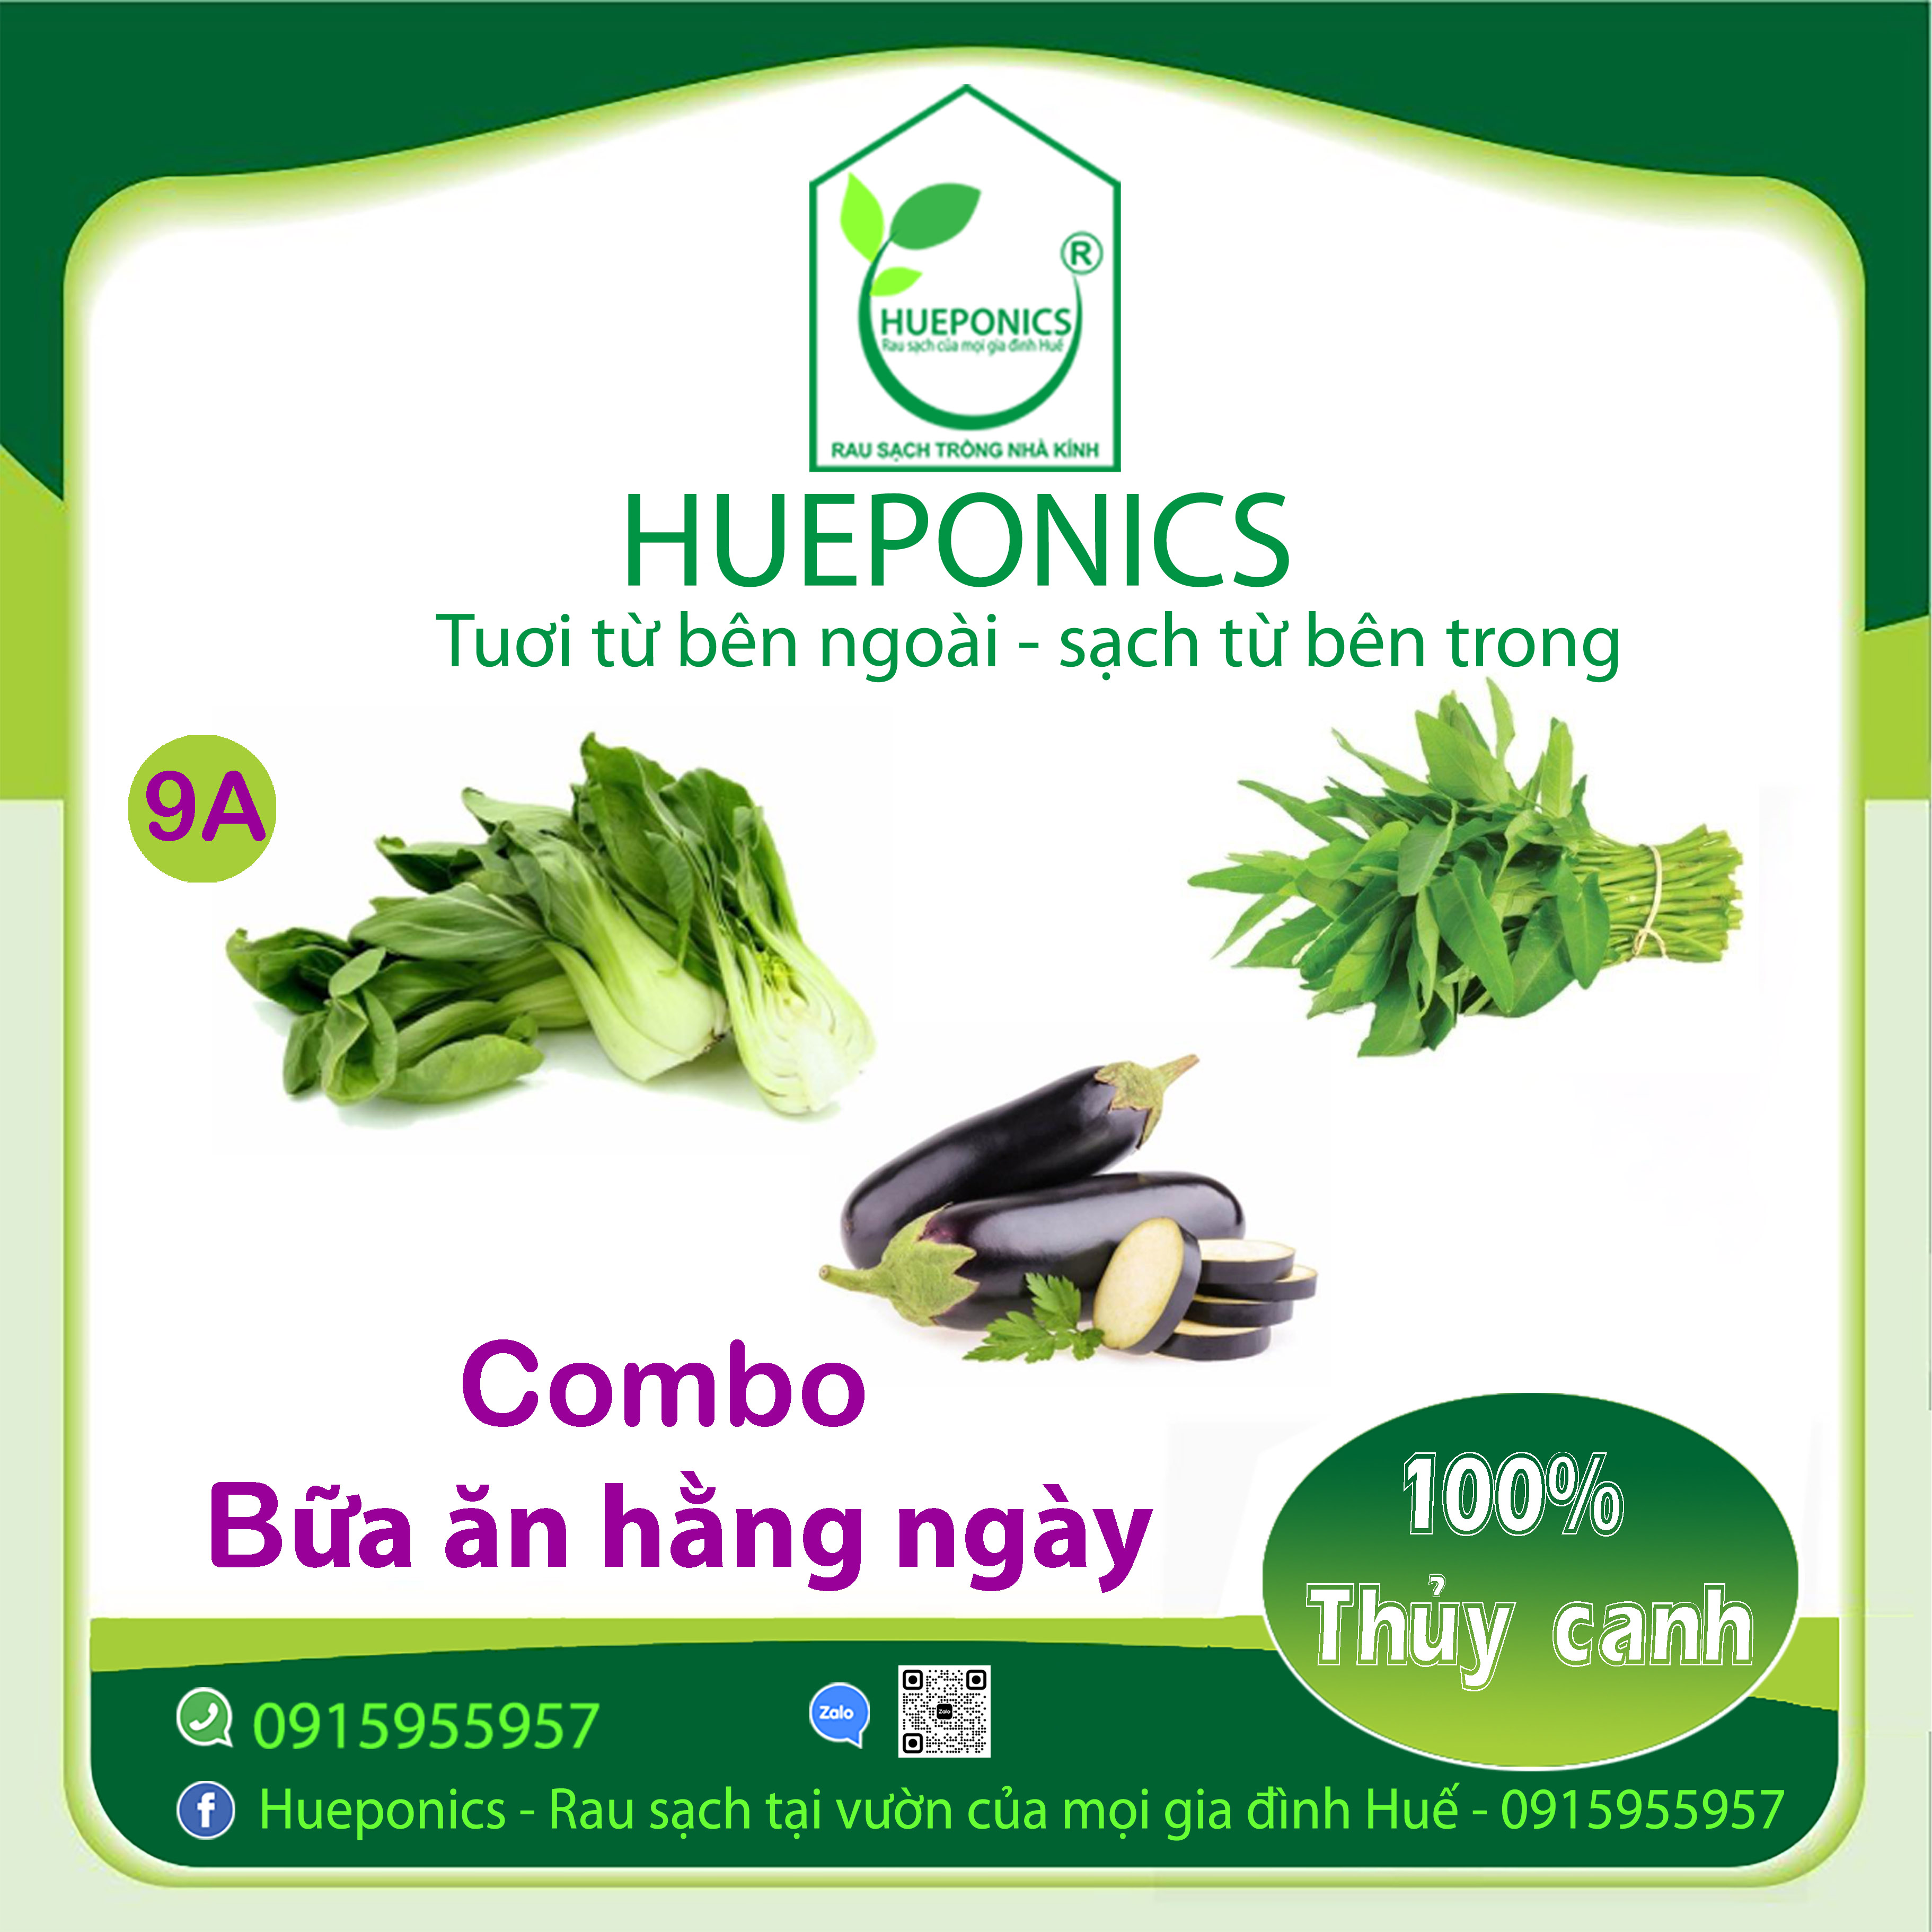 ®
HUEPONICS
Rau sạch của mọi gia đình Huế
RAU SẠCH TRỒNG NHÀ KÍNH
HUEPONICS
Tươi từ bên ngoài - sạch từ bên trong
9A
Combo
Bữa ăn hằng ngày
100%
Thủy canh
0915955957
Zalo
Zalo
Hueponics - Rau sạch tại vườn của mọi gia đình Huế - 0915955957